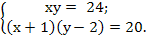 xy = 24;
(x + 1)(y − 2) = 20.